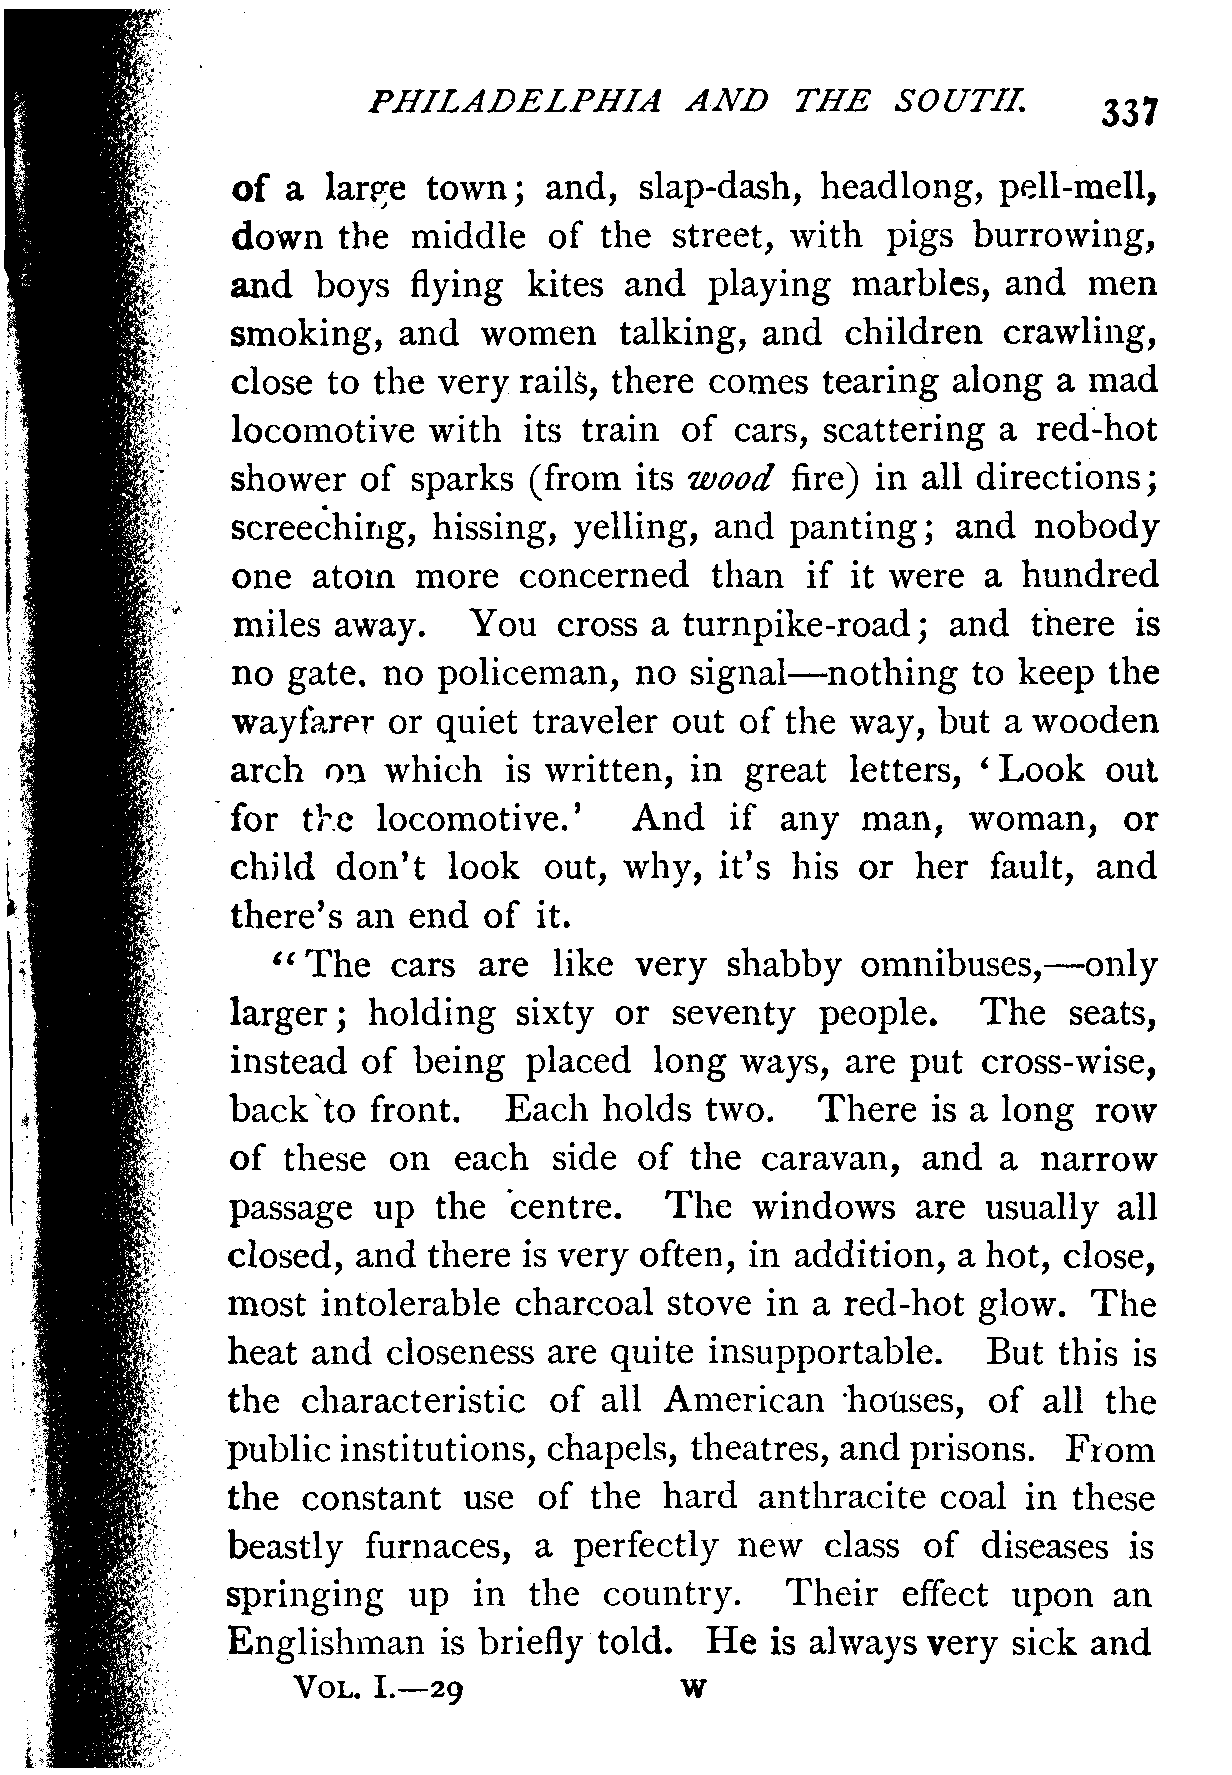 PHILADELPHIA AND THE SOUTH. 337
of a large town; and, slap-dash, headlong, pell-mell,
down the middle of the street, with pigs burrowing,
and boys flying kites and playing marbles, and men
smoking, and women talking, and children crawling,
close to the very rails, there comes tearing along a mad
locomotive with its train of cars, scattering a red-hot
shower of sparks (from its wood fire) in all directions;
screeching, hissing, yelling, and panting; and nobody
one atom more concerned than if it were a hundred
miles away. You cross a turnpike-road; and there is
no gate, no policeman, no signal—nothing to keep the
wayfarer or quiet traveler out of the way, but a wooden
arch on which is written, in great letters, ‘Look out
for the locomotive.’ And if any man, woman, or
child don’t look out, why, it’s his or her fault, and
there’s an end of it.
“The cars are like very shabby omnibuses,—only
larger; holding sixty or seventy people. The seats,
instead of being placed long ways, are put cross-wise,
back to front. Each holds two. There is a long row
of these on each side of the caravan, and a narrow
passage up the centre. The windows are usually all
closed, and there is very often, in addition, a hot, close,
most intolerable charcoal stove in a red-hot glow. The
heat and closeness are quite insupportable. But this is
the characteristic of all American houses, of all the
public institutions, chapels, theatres, and prisons. From
the constant use of the hard anthracite coal in these
beastly furnaces, a perfectly new class of diseases is
springing up in the country. Their effect upon an
Englishman is briefly told. He is always very sick and
VOL. I.—29 W